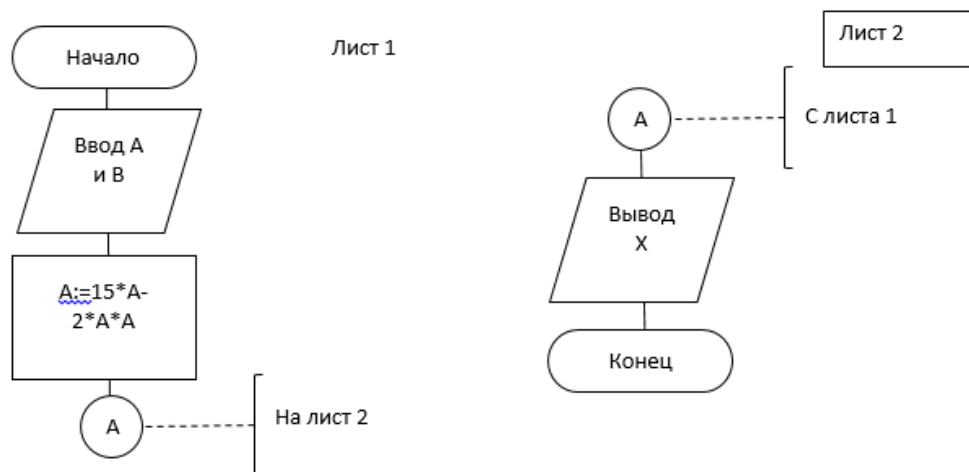 Начало
Лист 1
Ввод А
и В
А:=15*А-
2*А*А
А
На лист 2
Лист 2
А
С листа 1
Вывод
Х
Конец